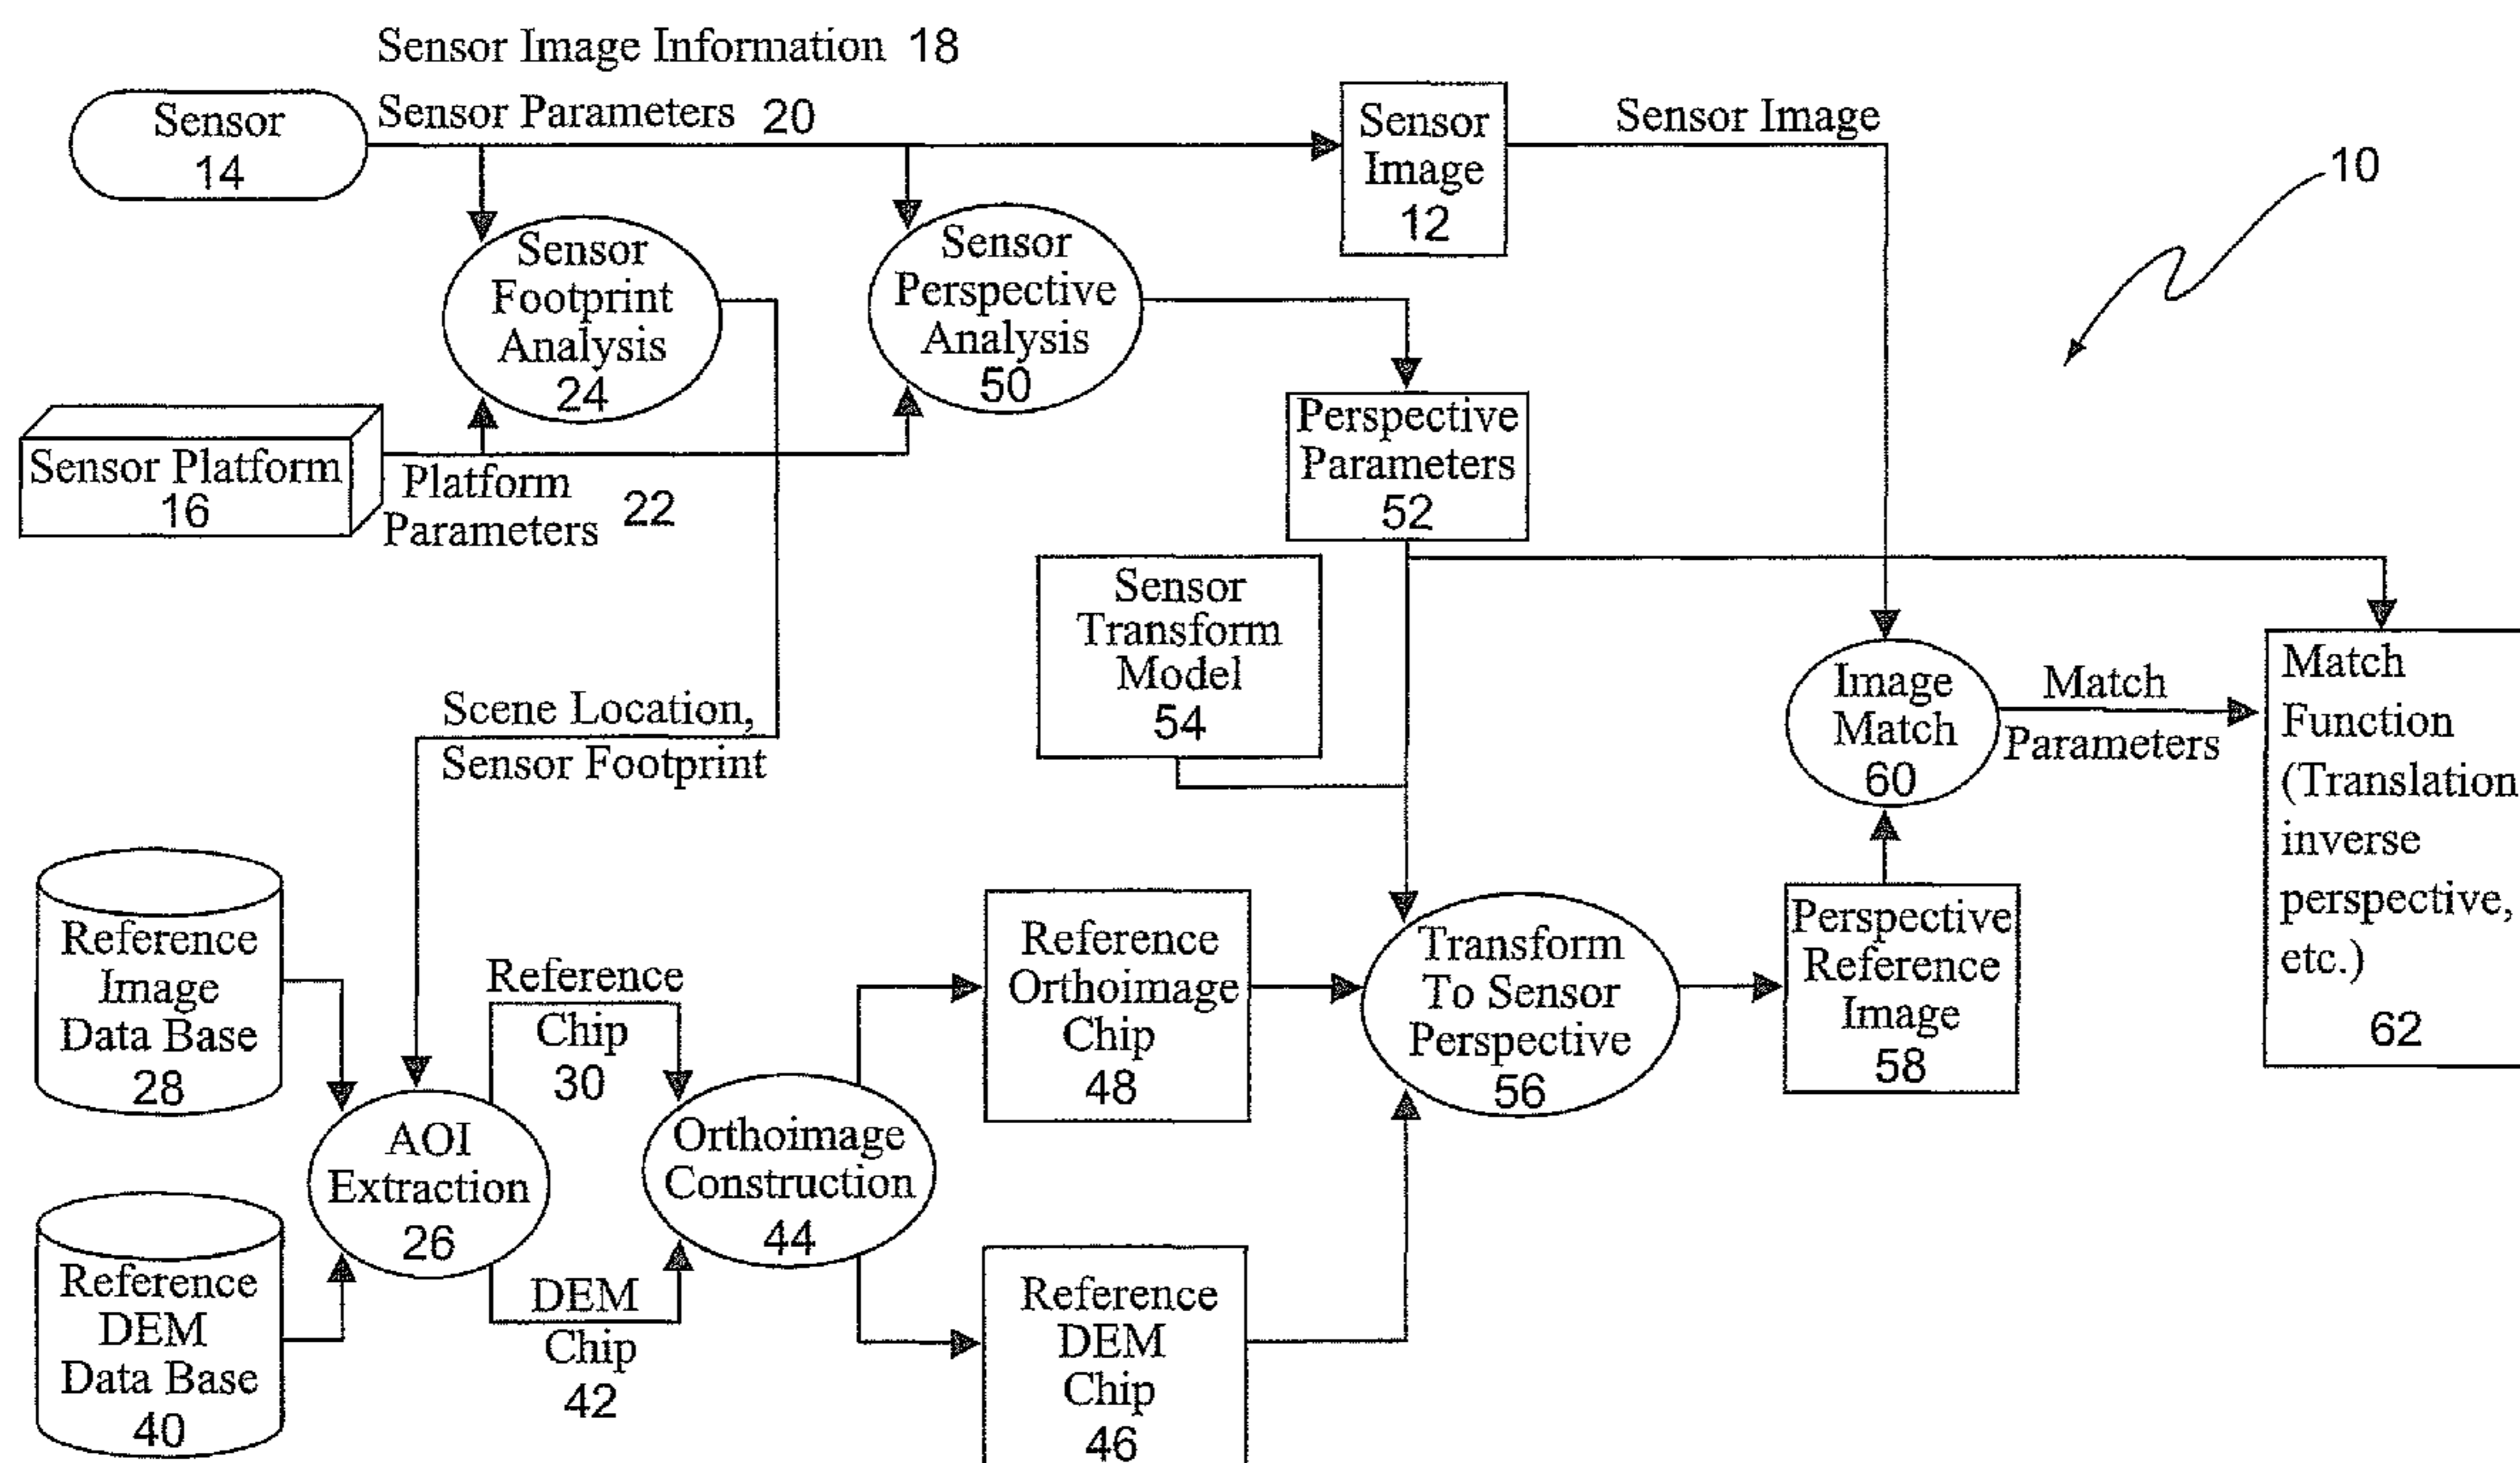 Sensor Image Information 18
Sensor Parameters 20
Sensor
14
Sensor
Image
12
Sensor Image
10
Sensor
Footprint
Analysis
24
Sensor
Perspective
Analysis
50
Sensor Platform
16
Platform
Parameters
22
Perspective
Parameters
52
Sensor
Transform
Model
54
Scene Location,
Sensor Footprint
Image
Match
60
Match
Parameters
Match
Function
(Translation
inverse
perspective,
etc.)
62
Reference
Image
Data Base
28
Reference
Chip
30
AOI
Extraction
26
Orthoimage
Construction
44
Reference
Orthoimage
Chip
48
Transform
To Sensor
Perspective
56
Perspective
Reference
Image
58
Reference
DEM
Data Base
40
DEM
Chip
42
Reference
DEM
Chip
46